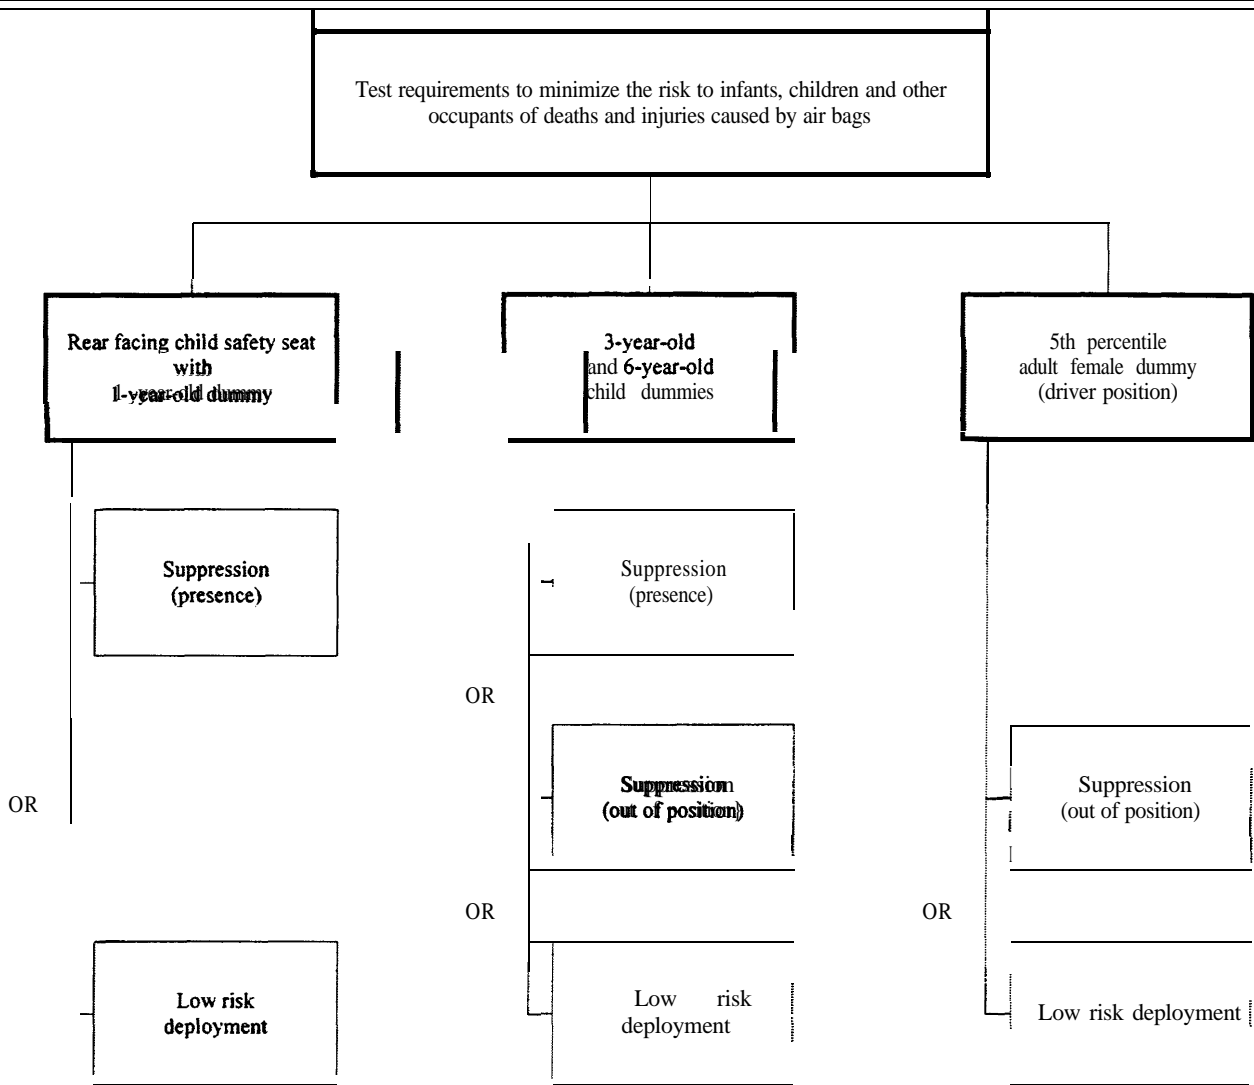 Test requirements to minimize the risk to infants, children and other
occupants of deaths and injuries caused by air bags
Rear facing child safety seat
with
1-year-old dummy
3-year-old
and 6-year-old
child dummies
5th percentile
adult female dummy
(driver position)
Suppression
(presence)
OR
Low risk
deployment
Suppression
(presence)
OR
Suppression
(out of position)
OR
Low risk
deployment
Suppression
(out of position)
OR
Low risk deployment